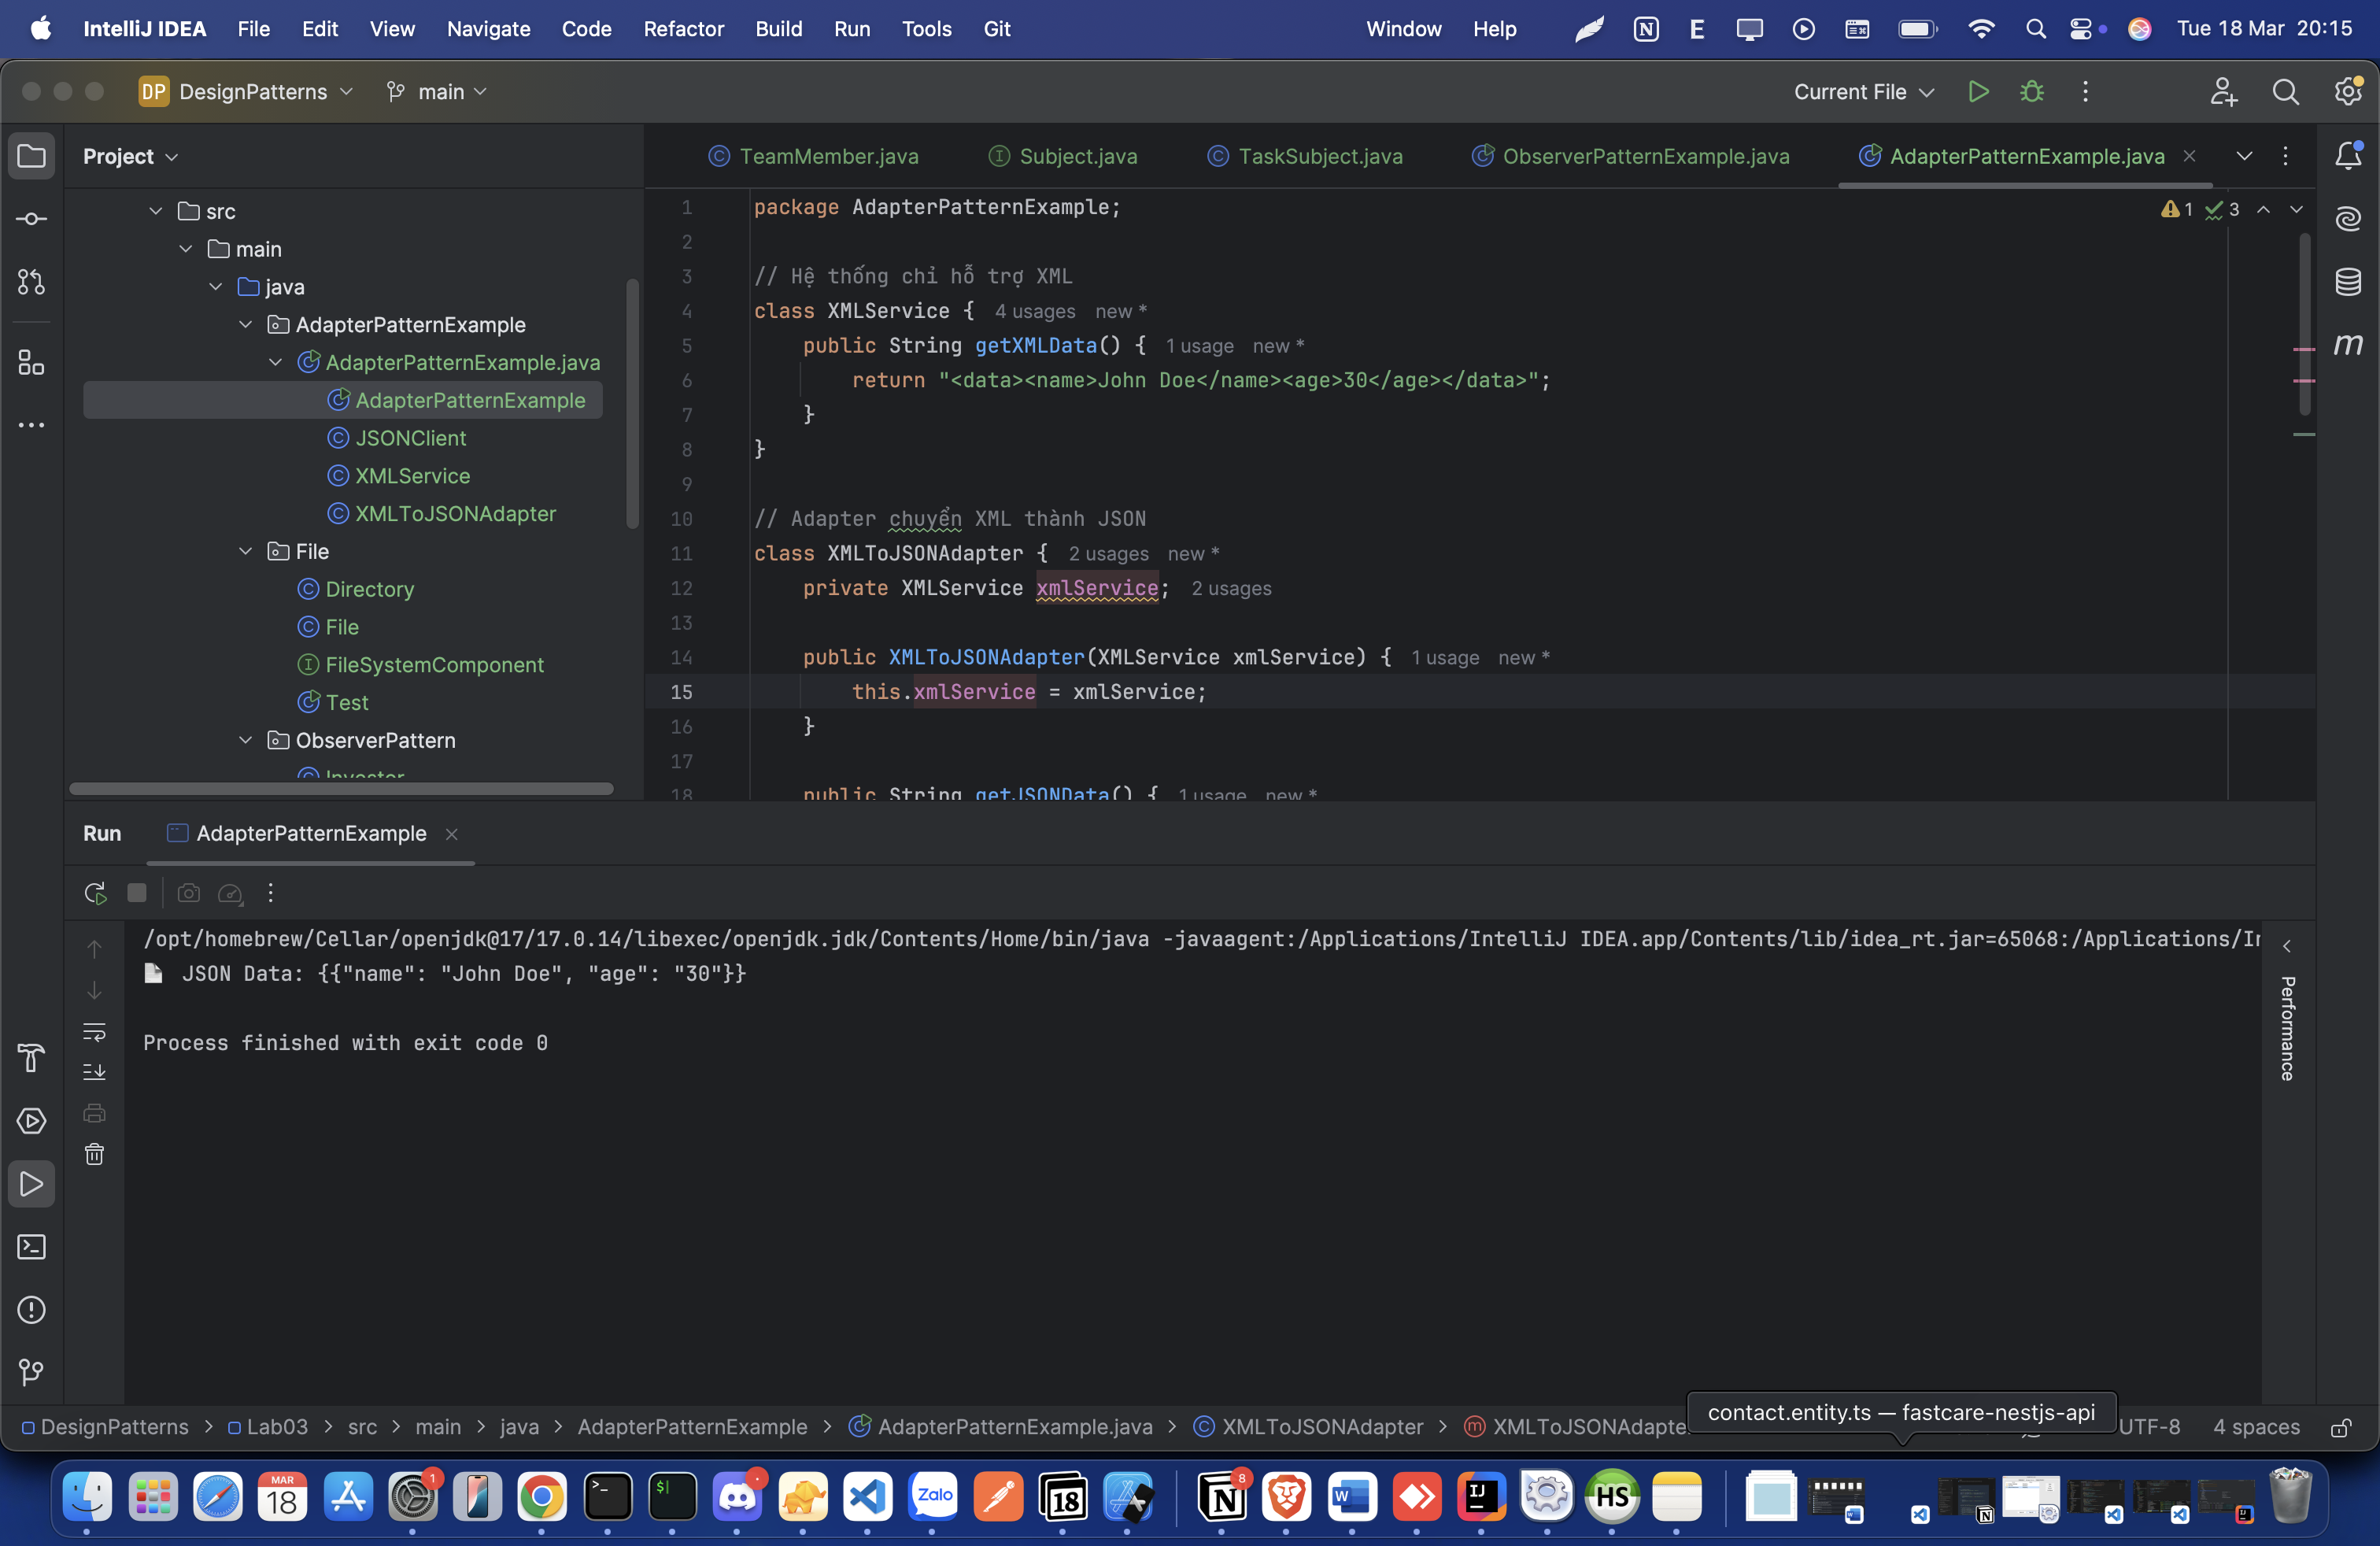 IntelliJ IDEA File Edit View Navigate Code Refactor Build Run Tools Git Window Help E Tue 18 Mar 20:15
DP DesignPatterns main Current File
Project
TeamMember.java Subject.java TaskSubject.java ObserverPatternExample.java AdapterPatternExample.java
src
main
java
AdapterPatternExample
AdapterPatternExample.java
AdapterPatternExample
JSONClient
XMLService
XMLToJSONAdapter
File
Directory
File
FileSystemComponent
Test
ObserverPattern
Investor
1 package AdapterPatternExample;
2
3 // Hệ thống chỉ hỗ trợ XML
4 class XMLService { 4 usages new *
5 public String getXMLData() { 1 usage new *
6 return "<data><name>John Doe</name><age>30</age></data>";
7 }
8 }
9
10 // Adapter chuyển XML thành JSON
11 class XMLToJSONAdapter { 2 usages new *
12 private XMLService xmlService; 2 usages
13
14 public XMLToJSONAdapter(XMLService xmlService) { 1 usage new *
15 this.xmlService = xmlService;
16 }
17
18 public String getJSONData() { 1 usage new *
1 3
m
Run AdapterPatternExample
/opt/homebrew/Cellar/openjdk@17/17.0.14/libexec/openjdk.jdk/Contents/Home/bin/java -javaagent:/Applications/IntelliJ IDEA.app/Contents/lib/idea_rt.jar=65068:/Applications/In
JSON Data: {{"name": "John Doe", "age": "30"}}
Process finished with exit code 0
Performance
contact.entity.ts — fastcare-nestjs-api
DesignPatterns > Lab03 > src > main > java > AdapterPatternExample > AdapterPatternExample.java > XMLToJSONAdapter > XMLToJSONAdapte UTF-8 4 spaces
MAR
18
1
Zalo
18
8
IJ
HS